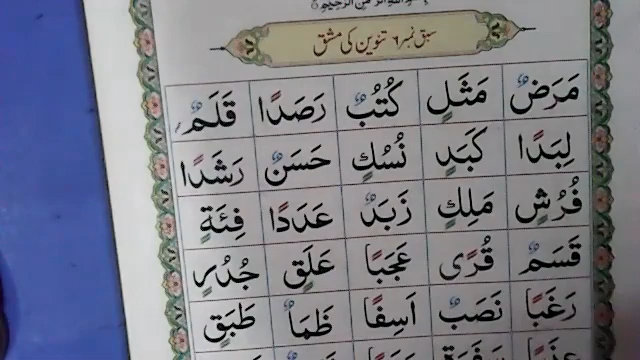 سبق نمبر ۶ تنوین کی مشق
مَرَضٌ مَثَلٍ كُتُبٌ رَصَدًا قَلَمٌ
لِبَدًا كَبَدٍ نُسُكٍ حَسَنٌ رَشَدًا
فُرُشٍ مَلِكٍ زَبَدٌ عَدَدًا فِئَةٍ
قَسَمٌ قُرًى عَجَبًا عَلَقٍ جُدُرٍ
رَغَبًا نَصَبٌ اَسِفًا ظَمَأٌ طَبَقٍ